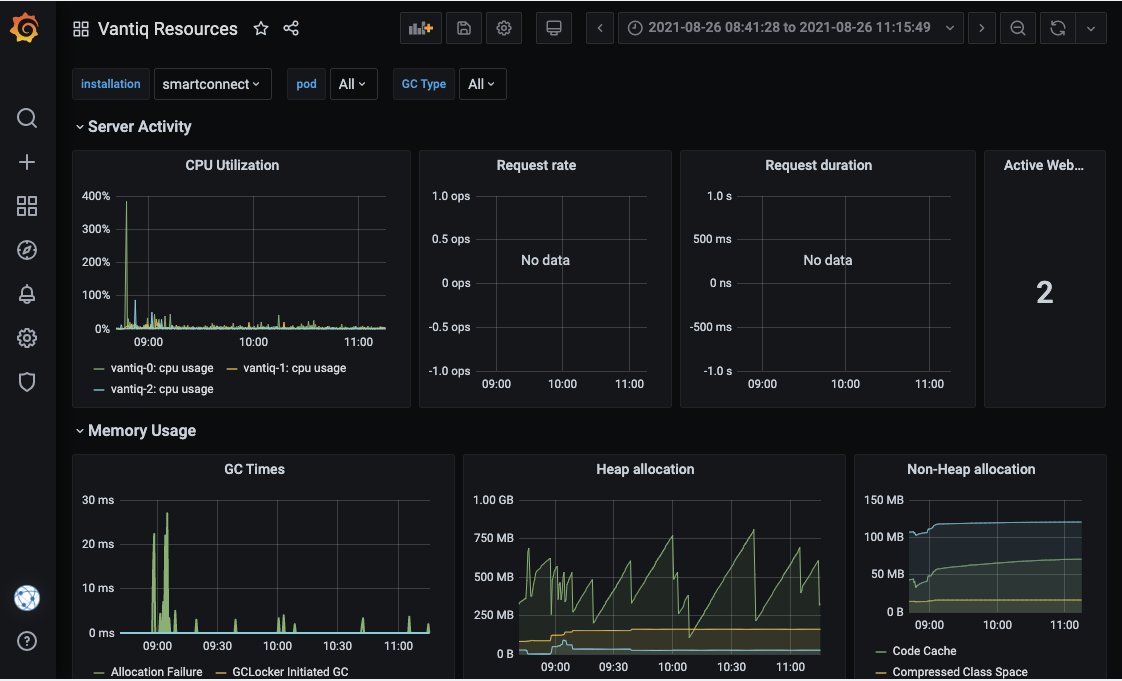 Vantiq Resources
2021-08-26 08:41:28 to 2021-08-26 11:15:49
installation smartconnect pod All GC Type All
Server Activity
CPU Utilization
400%
300%
200%
100%
0%
09:00 10:00 11:00
vantiq-0: cpu usage vantiq-1: cpu usage
vantiq-2: cpu usage
Request rate
1.0 ops
0.5 ops
No data
0 ops
-0.5 ops
-1.0 ops
09:00 10:00 11:00
Request duration
1.0 s
500 ms
No data
0 ns
-500 ms
-1.0 s
09:00 10:00 11:00
Active Web...
2
Memory Usage
GC Times
30 ms
20 ms
10 ms
0 ms
09:00 09:30 10:00 10:30 11:00
Allocation Failure GCLocker Initiated GC
Heap allocation
1.00 GB
750 MB
500 MB
250 MB
0 B
09:00 09:30 10:00 10:30 11:00
Non-Heap allocation
150 MB
100 MB
50 MB
0 B
09:00 10:00 11:00
Code Cache
Compressed Class Space